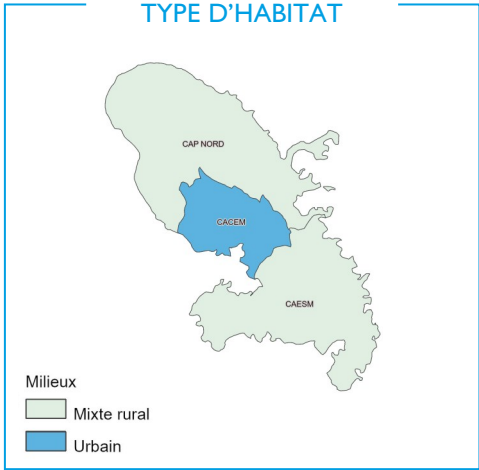 TYPE D’HABITAT
CAP NORD
CACEM
CAESM
Milieux
Mixte rural
Urbain